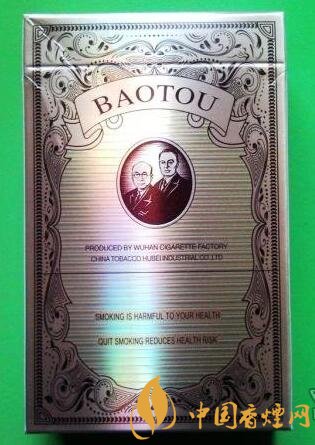 BAOTOU
PRODUCED BY WUHAN CIGARETTE FACTORY
CHINA TOBACCO HUBEI INDUSTRIAL CO.,LTD
SMOKING IS HARMFUL TO YOUR HEALTH
QUIT SMOKING REDUCES HEALTH RISK
中国香烟网